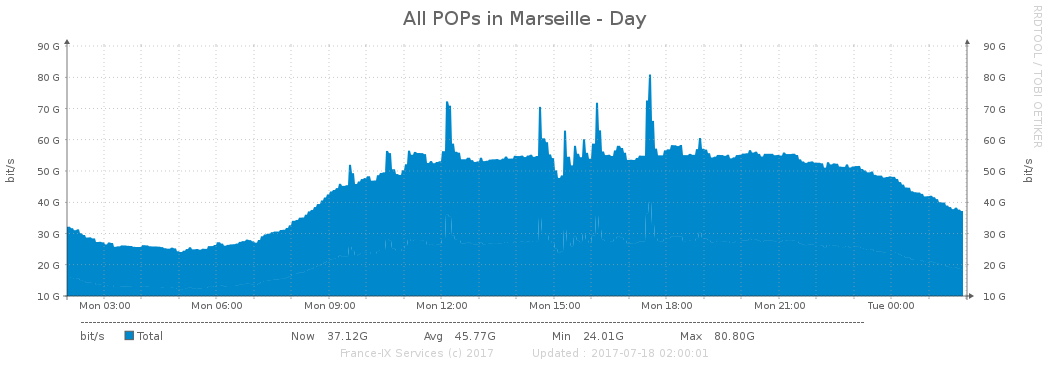 All POPs in Marseille - Day
RRDTOOL / TOBI OETIKER
bit/s
bit/s
90 G 90 G
80 G 80 G
70 G 70 G
60 G 60 G
50 G 50 G
40 G 40 G
30 G 30 G
20 G 20 G
10 G 10 G
Mon 03:00 Mon 06:00 Mon 09:00 Mon 12:00 Mon 15:00 Mon 18:00 Mon 21:00 Tue 00:00
bit/s Total Now 37.12G Avg 45.77G Min 24.01G Max 80.80G
France-IX Services (c) 2017 Updated : 2017-07-18 02:00:01